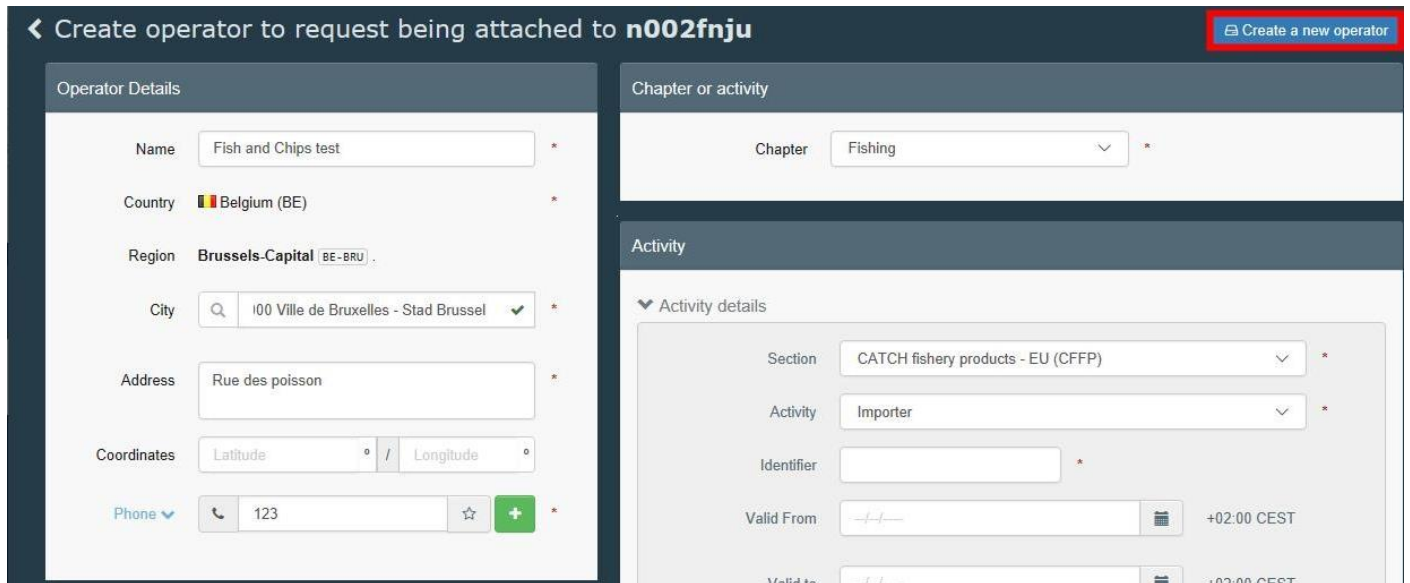 Create operator to request being attached to n002fnju
Create a new operator
Operator Details
Name Fish and Chips test *
Country Belgium (BE) *
Region Brussels-Capital BE-BRU .
City 00 Ville de Bruxelles - Stad Brussel *
Address Rue des poisson *
Coordinates Latitude º / Longitude º
Phone 123 + *
Chapter or activity
Chapter Fishing *
Activity
Activity details
Section CATCH fishery products - EU (CFFP) *
Activity Importer *
Identifier *
Valid From --/--/---- +02:00 CEST
Valid to --/--/---- +02:00 CEST